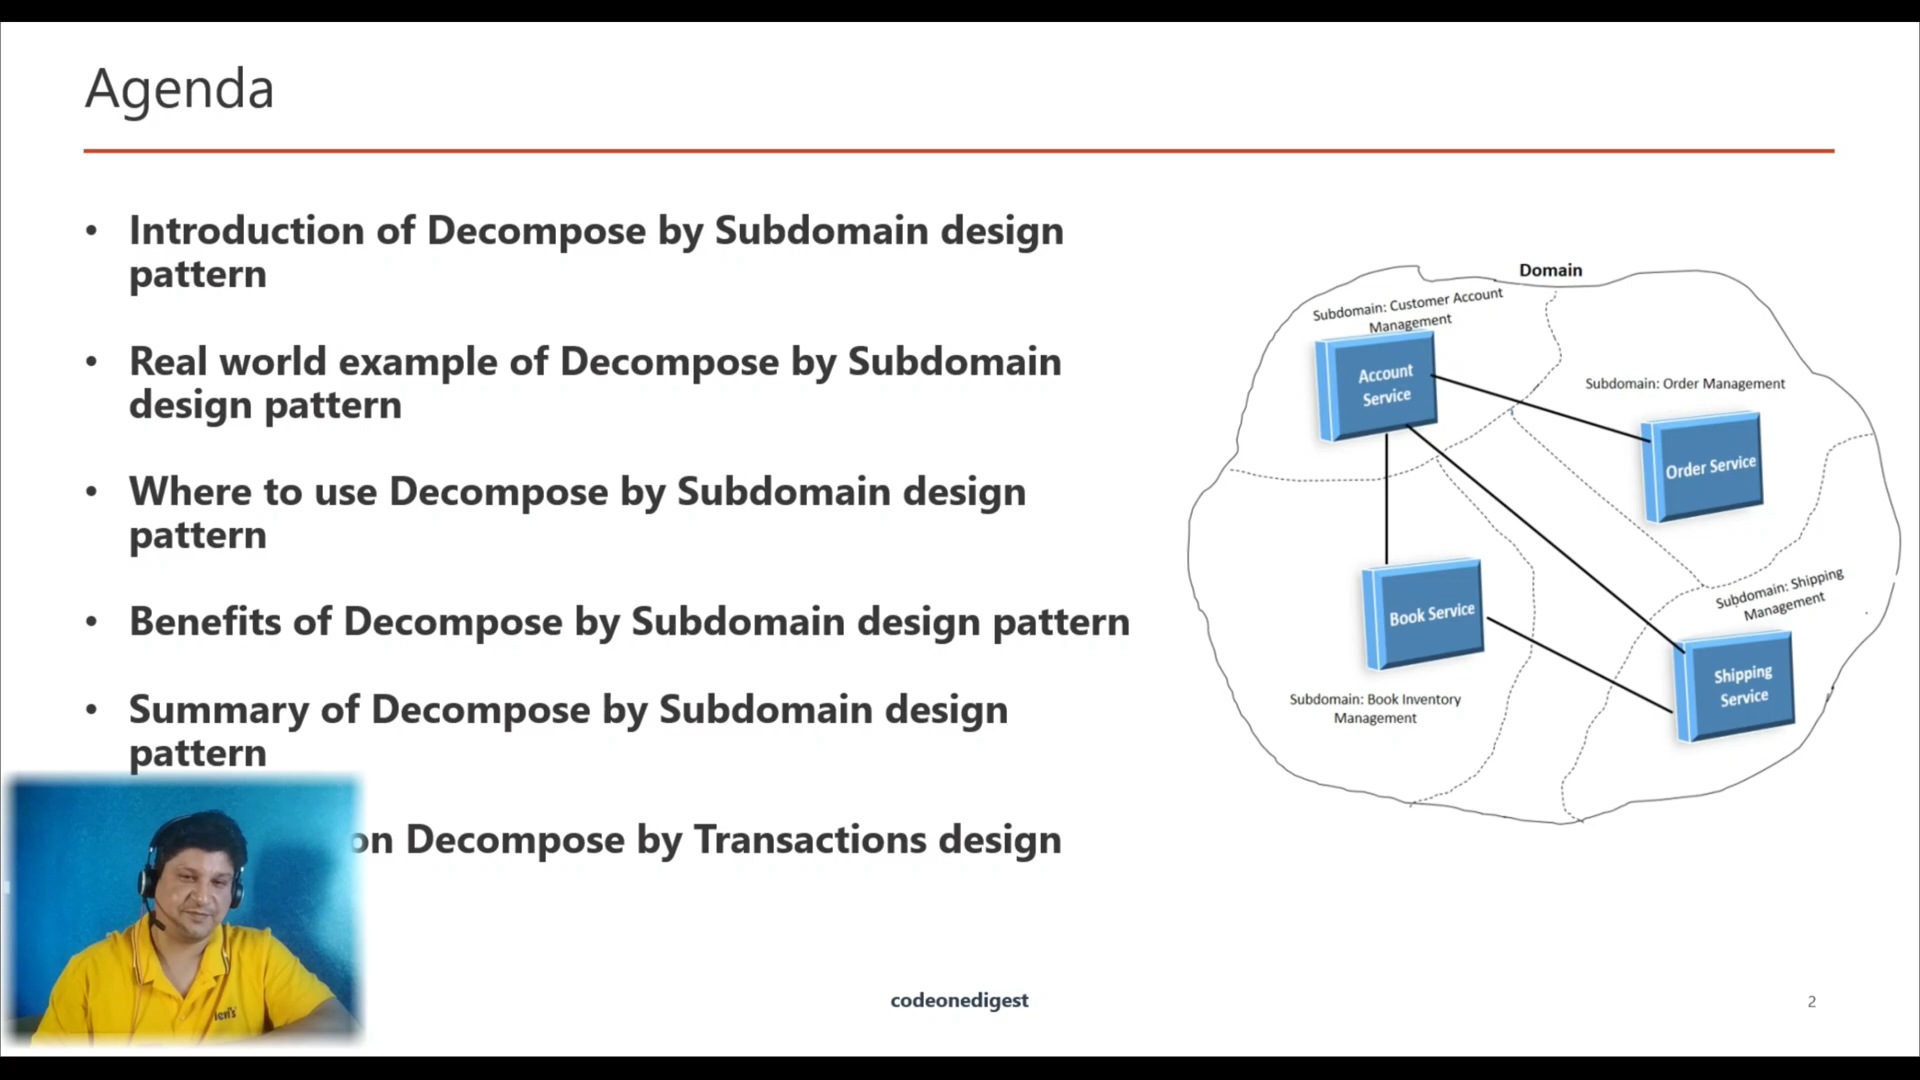 Agenda
• Introduction of Decompose by Subdomain design
pattern
• Real world example of Decompose by Subdomain
design pattern
• Where to use Decompose by Subdomain design
pattern
• Benefits of Decompose by Subdomain design pattern
• Summary of Decompose by Subdomain design
pattern
on Decompose by Transactions design
Domain
Subdomain: Customer Account
Management
Account
Service
Subdomain: Order Management
Order Service
Book Service
Subdomain: Shipping
Management
Shipping
Service
Subdomain: Book Inventory
Management
levi's
codeonedigest
2